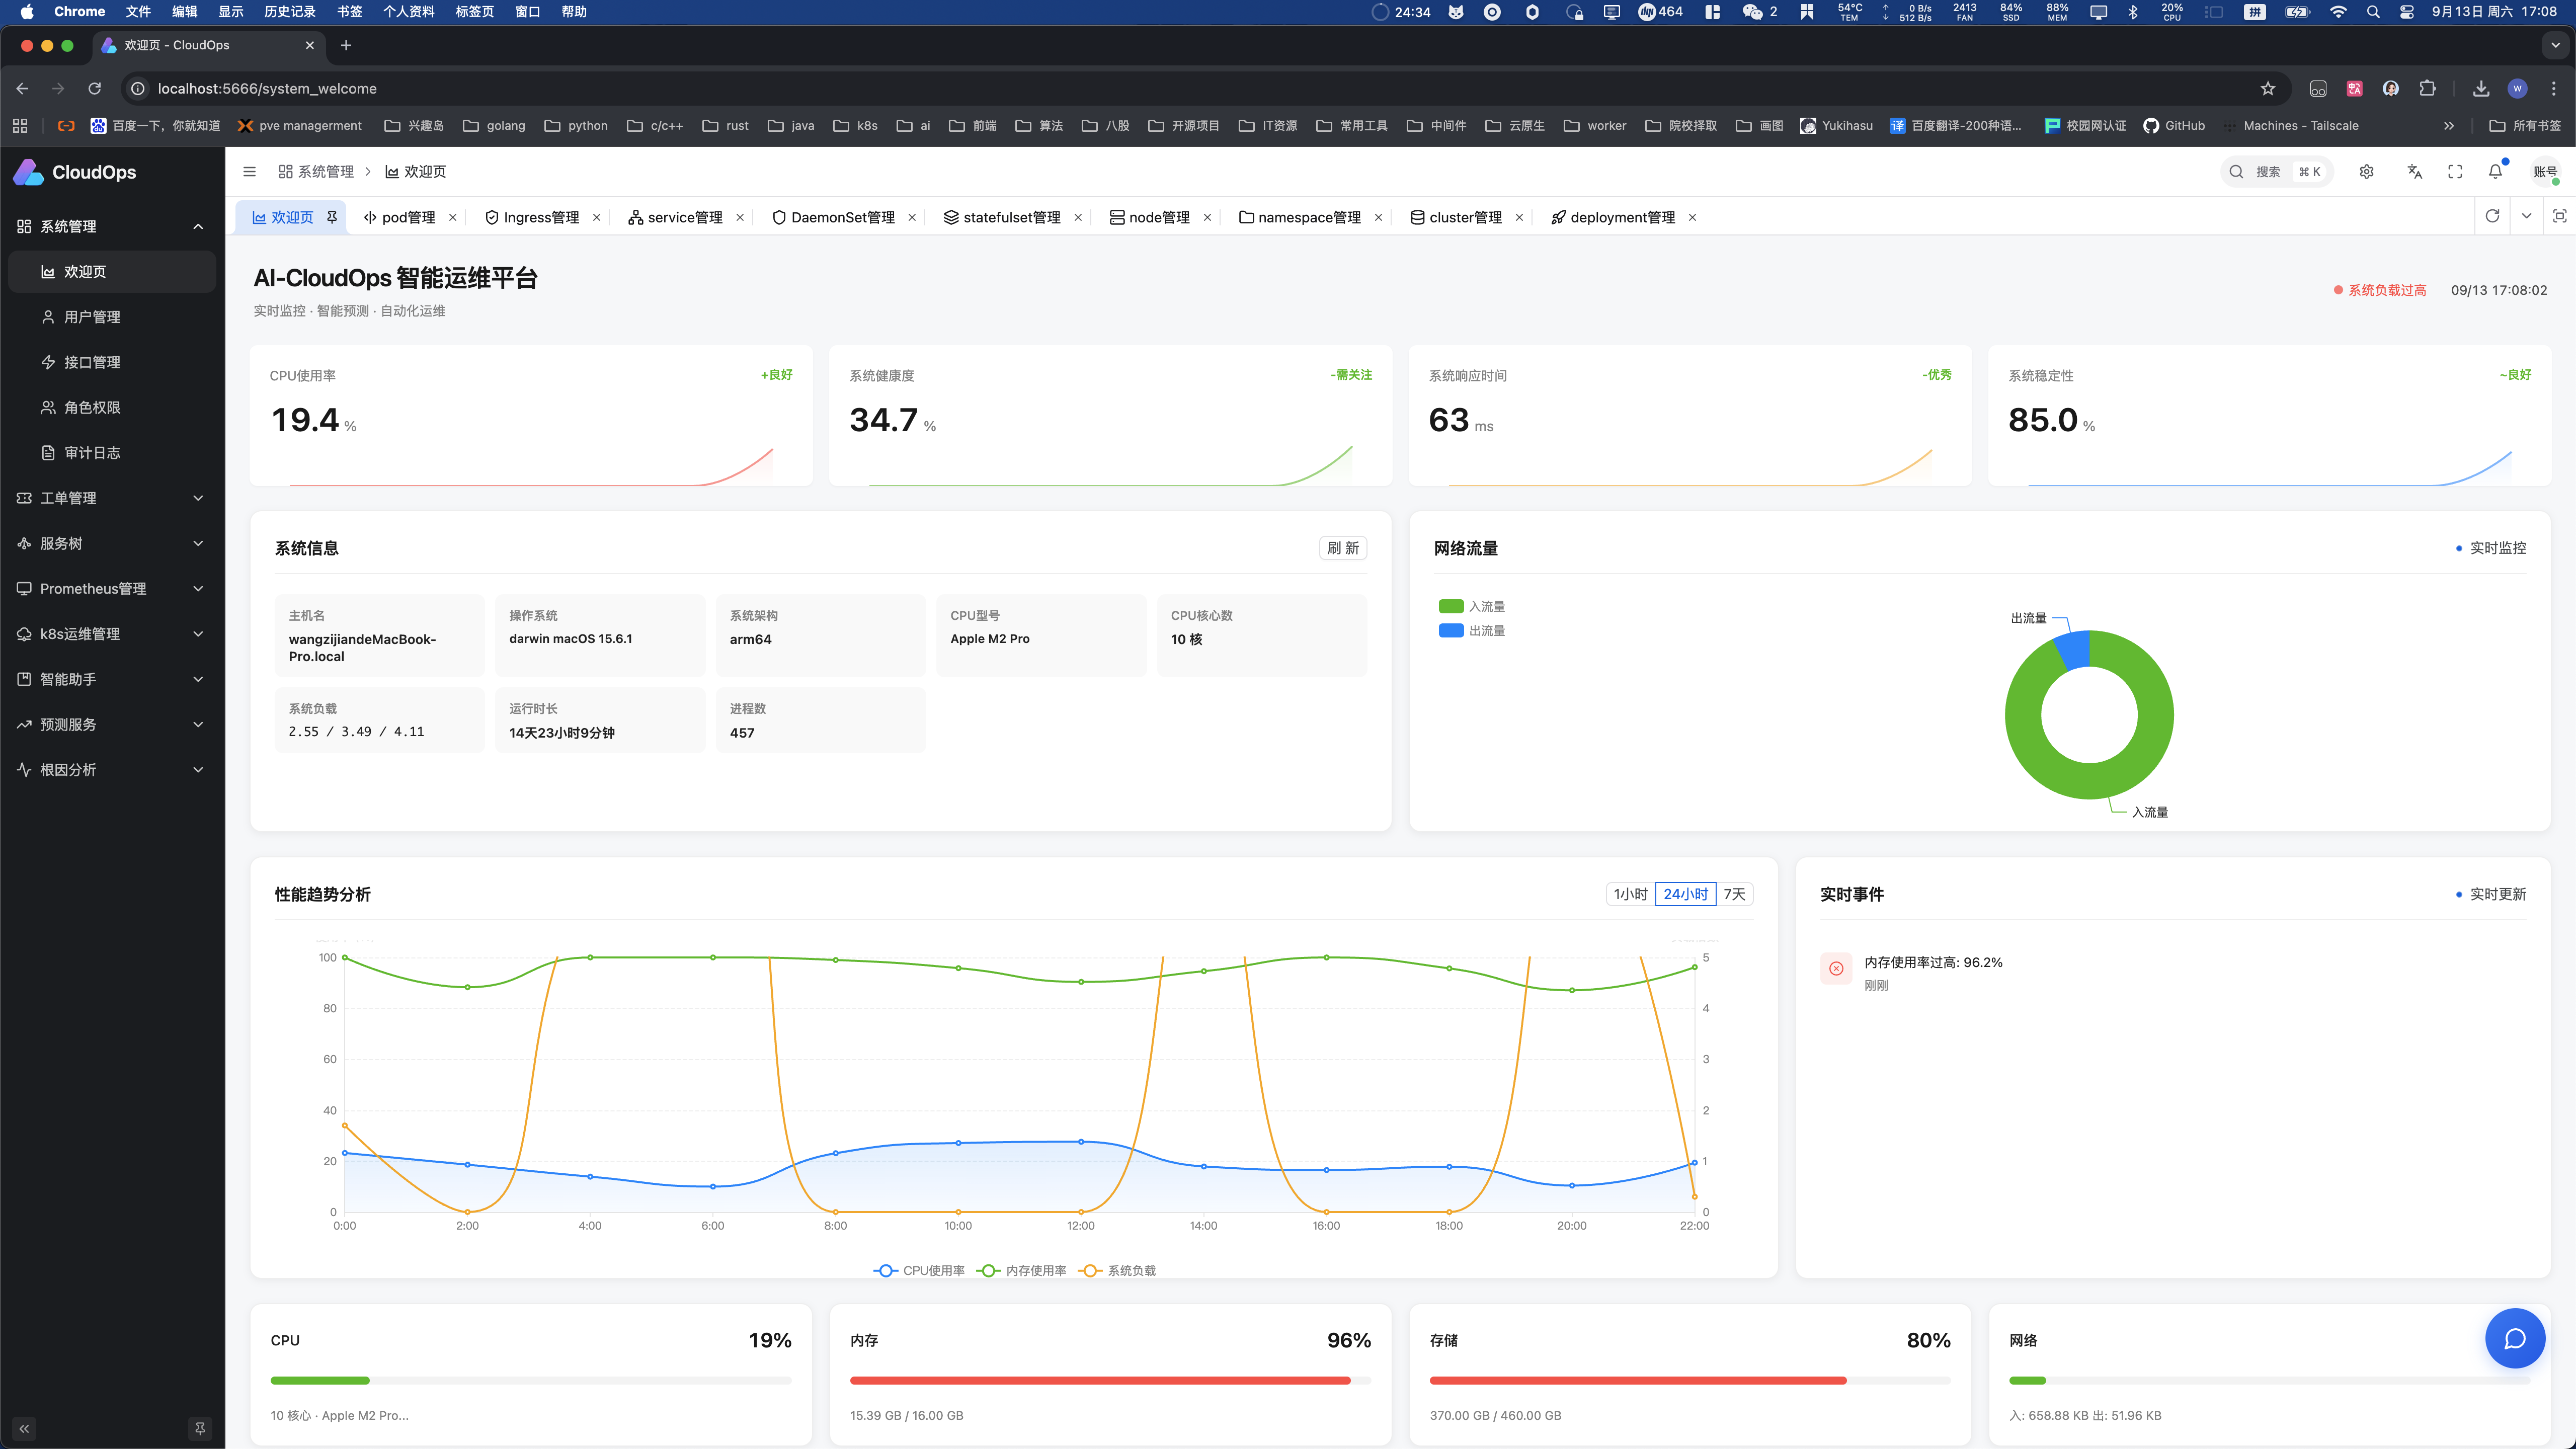 Chrome 文件 编辑 显示 历史记录 书签 个人资料 标签页 窗口 帮助
24:34 464 2 54°C TEM 0 B/s 512 B/s 2413 FAN 84% SSD 88% MEM 20% CPU 拼 9月13日 周六 17:08
欢迎页 - CloudOps
localhost:5666/system_welcome
百度一下，你就知道 pve managerment 兴趣岛 golang python c/c++ rust java k8s ai 前端 算法 八股 开源项目 IT资源 常用工具 中间件 云原生 worker 院校择取 画图 Yukihasu 百度翻译-200种语... 校园网认证 GitHub Machines - Tailscale 所有书签
CloudOps
系统管理 欢迎页
搜索 ⌘ K 账号
系统管理
欢迎页
用户管理
接口管理
角色权限
审计日志
工单管理
服务树
Prometheus管理
k8s运维管理
智能助手
预测服务
根因分析
欢迎页 pod管理 Ingress管理 service管理 DaemonSet管理 statefulset管理 node管理 namespace管理 cluster管理 deployment管理
AI-CloudOps 智能运维平台
实时监控 · 智能预测 · 自动化运维
系统负载过高 09/13 17:08:02
CPU使用率 +良好
19.4 %
系统健康度 -需关注
34.7 %
系统响应时间 -优秀
63 ms
系统稳定性 ~良好
85.0 %
系统信息 刷 新
主机名
wangzijiandeMacBook-
Pro.local
操作系统
darwin macOS 15.6.1
系统架构
arm64
CPU型号
Apple M2 Pro
CPU核心数
10 核
系统负载
2.55 / 3.49 / 4.11
运行时长
14天23小时9分钟
进程数
457
网络流量 实时监控
入流量
出流量
出流量
入流量
性能趋势分析 1小时 24小时 7天
100 5
80 4
60 3
40 2
20 1
0 0
0:00 2:00 4:00 6:00 8:00 10:00 12:00 14:00 16:00 18:00 20:00 22:00
CPU使用率 内存使用率 系统负载
实时事件 实时更新
内存使用率过高: 96.2%
刚刚
CPU 19%
10 核心 · Apple M2 Pro...
内存 96%
15.39 GB / 16.00 GB
存储 80%
370.00 GB / 460.00 GB
网络
入: 658.88 KB 出: 51.96 KB